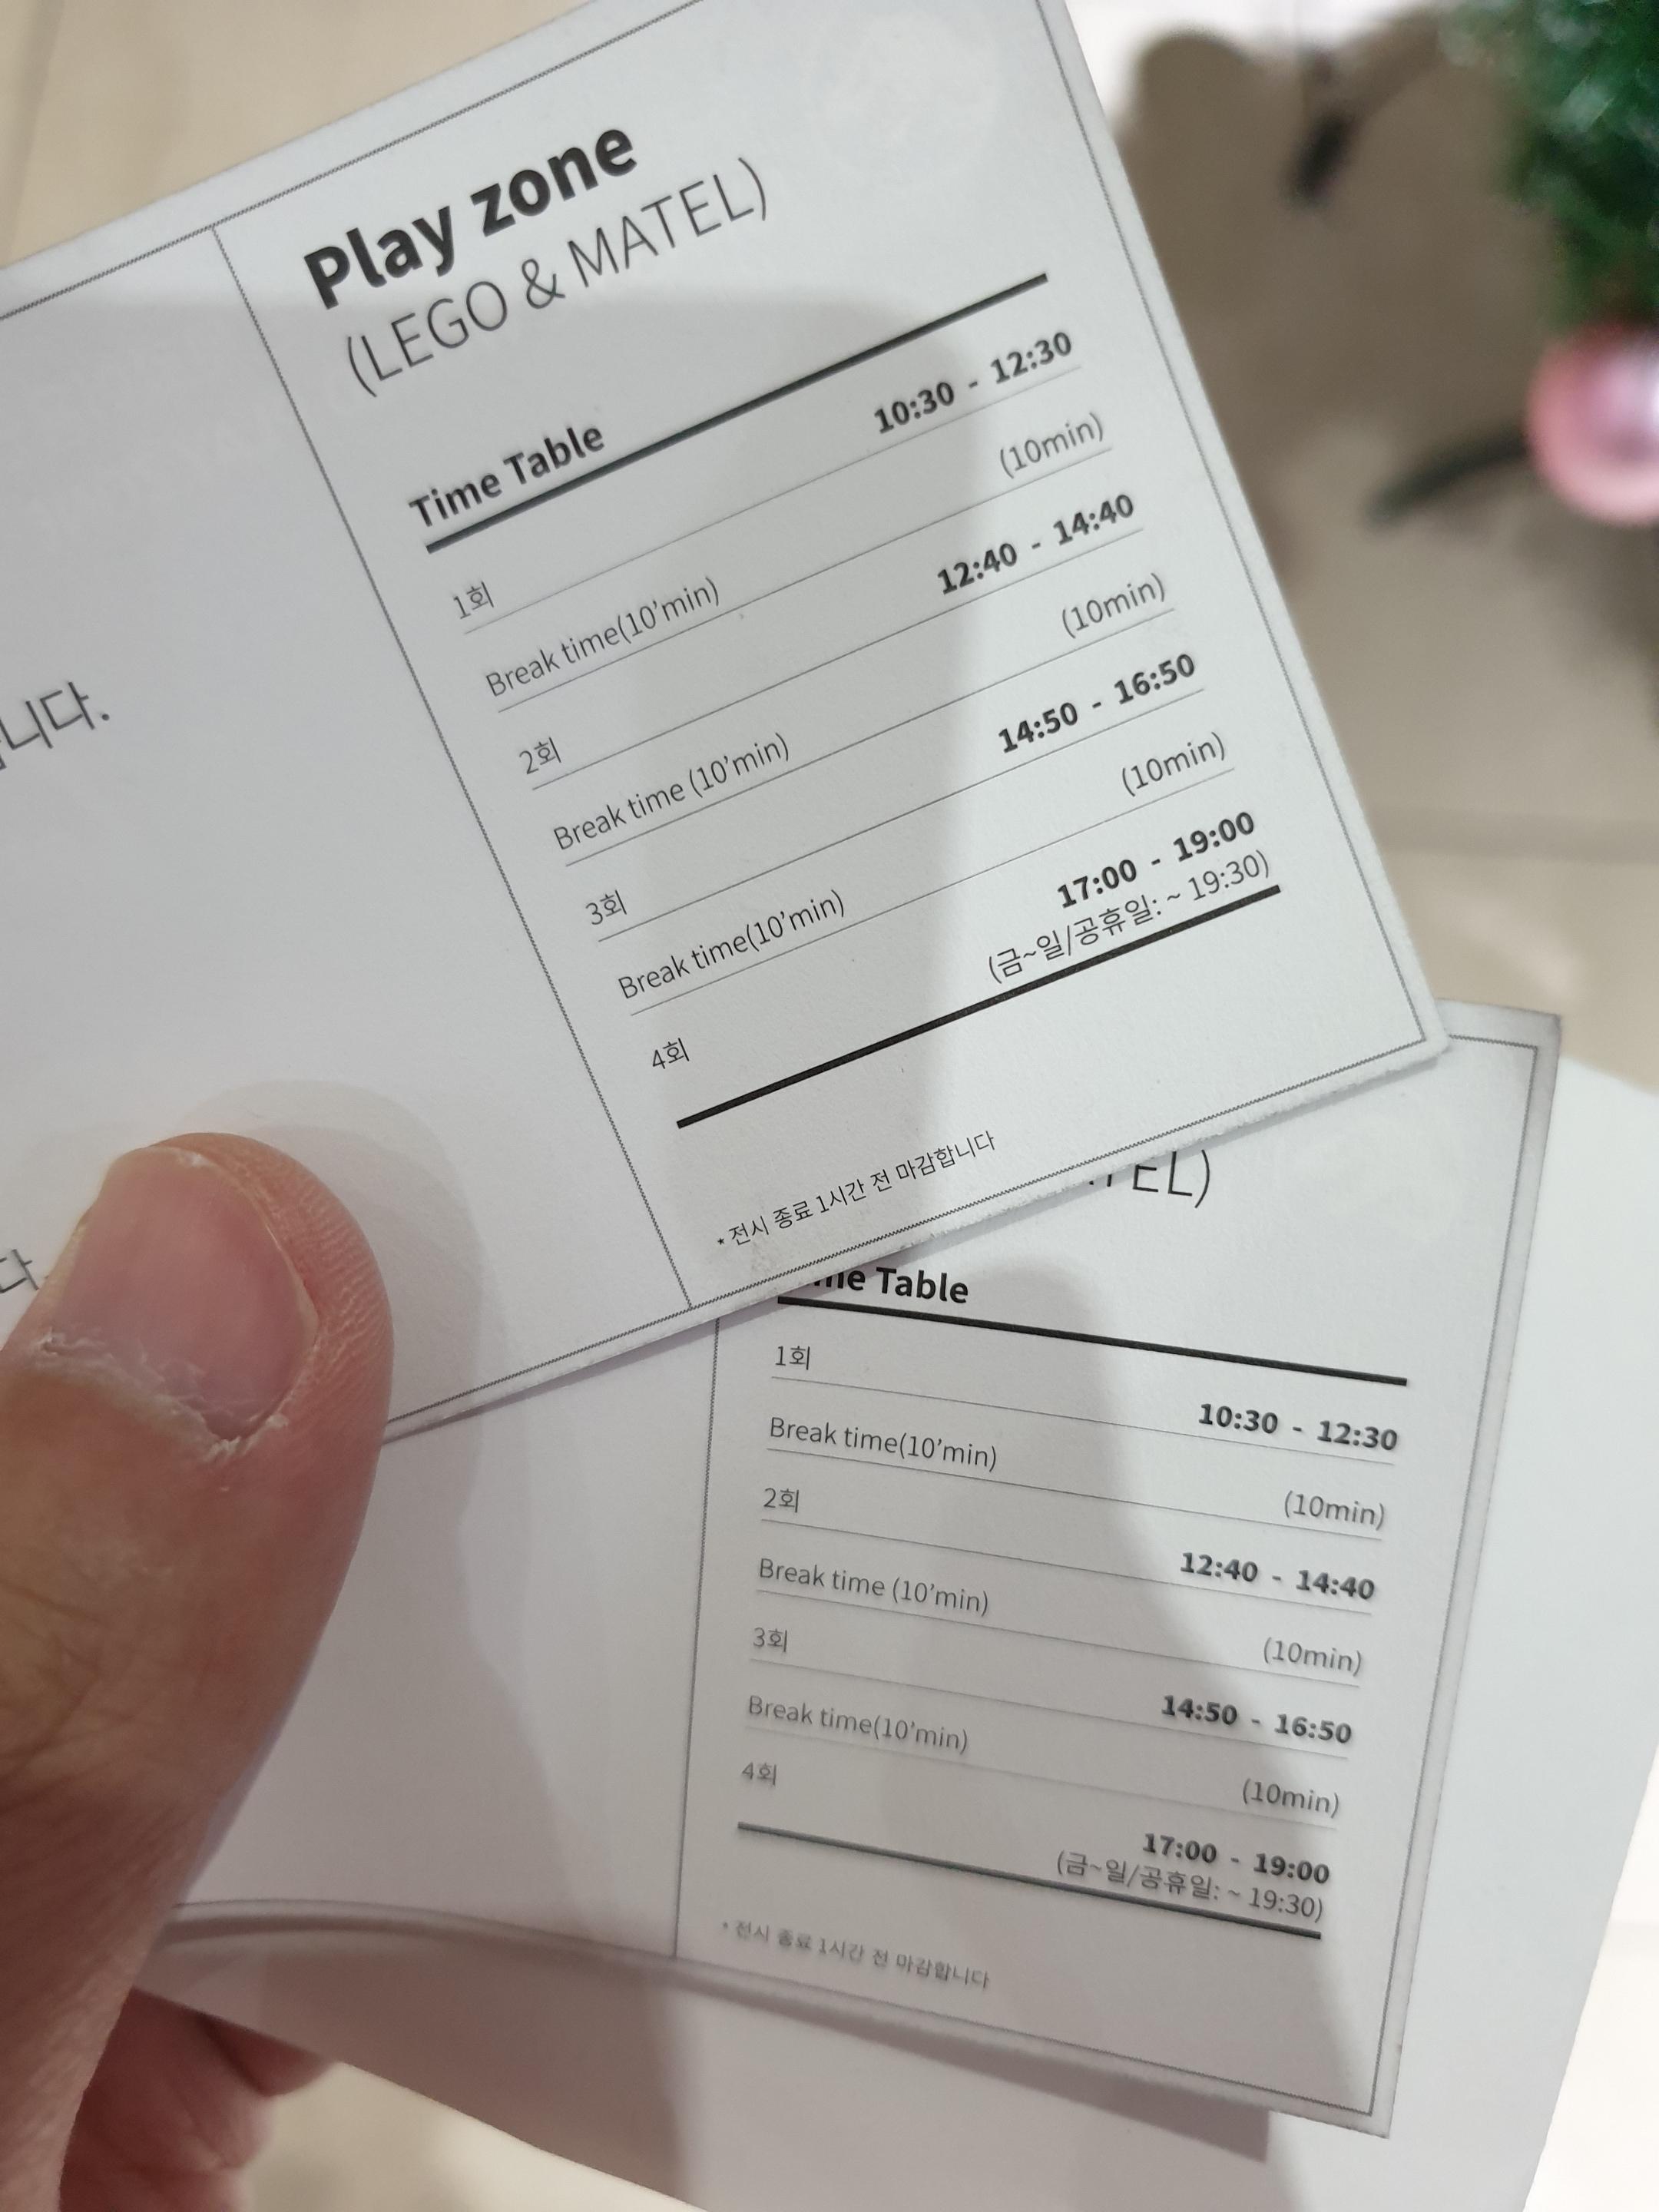 Play zone
(LEGO & MATEL)
Time Table
1회 10:30 - 12:30
Break time(10’min) (10min)
2회 12:40 - 14:40
Break time (10’min) (10min)
3회 14:50 - 16:50
Break time(10’min) (10min)
4회 17:00 - 19:00
(금~일/공휴일: ~ 19:30)
* 전시 종료 1시간 전 마감합니다
니다.
다.
EL)
Table
1회 10:30 - 12:30
Break time(10’min) (10min)
2회 12:40 - 14:40
Break time (10’min) (10min)
3회 14:50 - 16:50
Break time(10’min) (10min)
4회 17:00 - 19:00
(금~일/공휴일: ~ 19:30)
* 전시 종료 1시간 전 마감합니다